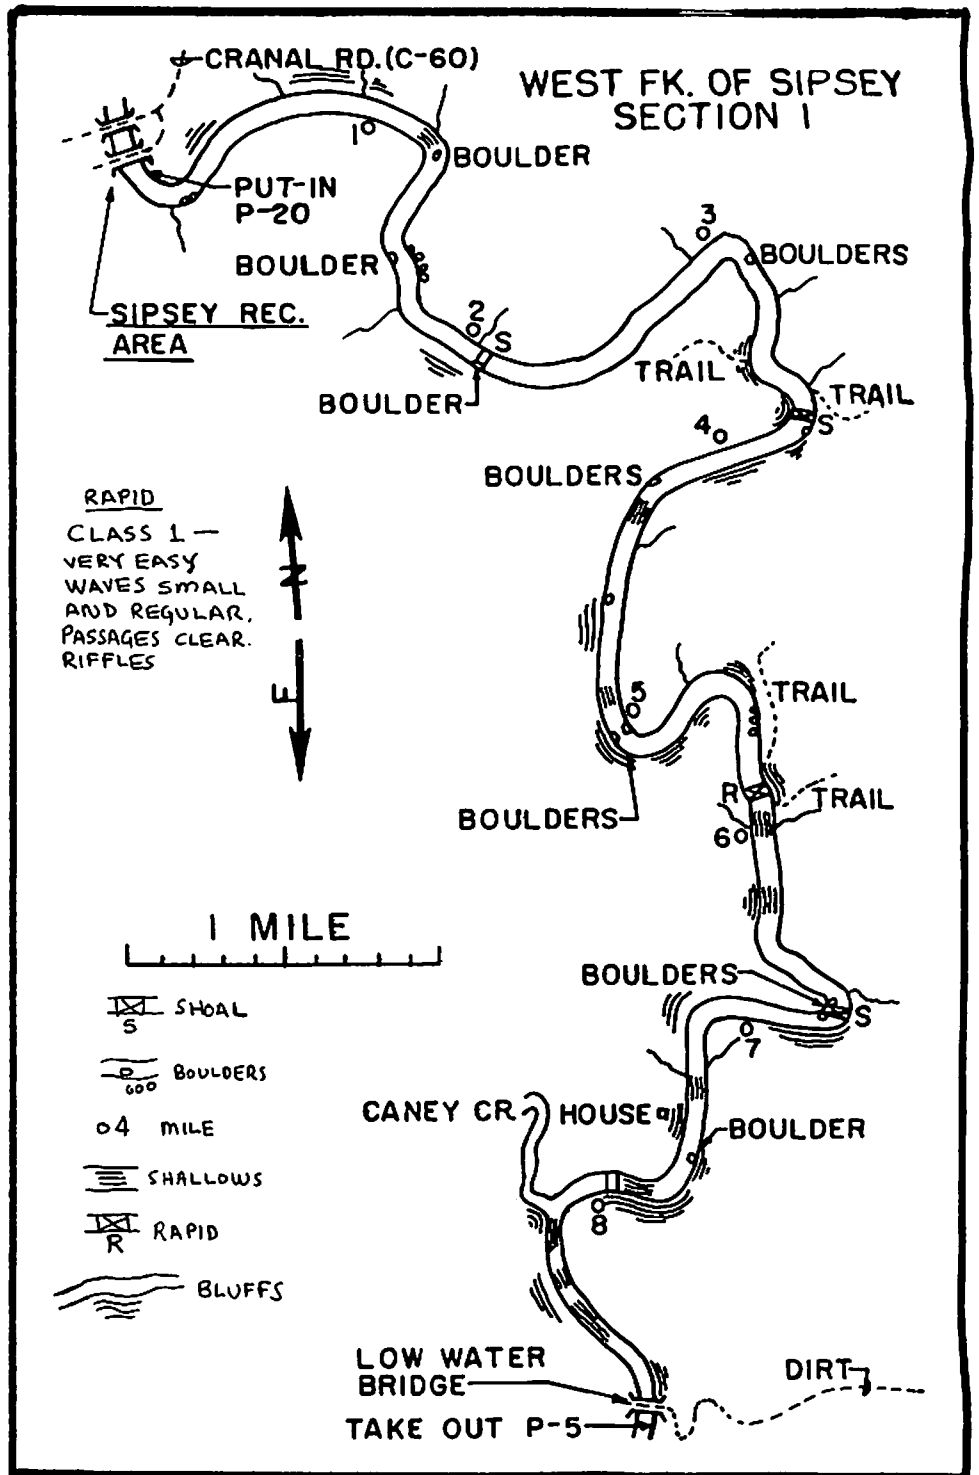 CRANAL RD. (C-60)
WEST FK. OF SIPSEY
SECTION 1
1
BOULDER
PUT-IN
P-20
3
BOULDER
BOULDERS
SIPSEY REC.
AREA
2
S
TRAIL
BOULDER
TRAIL
4
S
BOULDERS
RAPID
CLASS 1 —
VERY EASY
WAVES SMALL
AND REGULAR.
PASSAGES CLEAR.
RIFFLES
N
F
5
TRAIL
R
TRAIL
BOULDERS
6
1 MILE
BOULDERS
S
7
SHOAL
S
BOULDERS
CANEY CR.
HOUSE
BOULDER
4 MILE
SHALLOWS
8
RAPID
R
BLUFFS
LOW WATER
BRIDGE
DIRT
TAKE OUT P-5